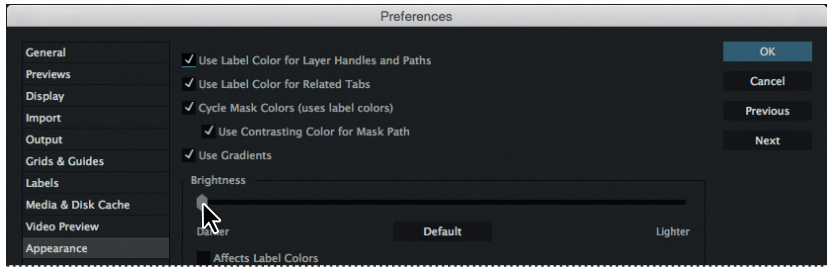 Preferences
General
Previews
Display
Import
Output
Grids & Guides
Labels
Media & Disk Cache
Video Preview
Appearance
Use Label Color for Layer Handles and Paths
Use Label Color for Related Tabs
Cycle Mask Colors (uses label colors)
Use Contrasting Color for Mask Path
Use Gradients
Brightness
Darker Default Lighter
Affects Label Colors
OK
Cancel
Previous
Next